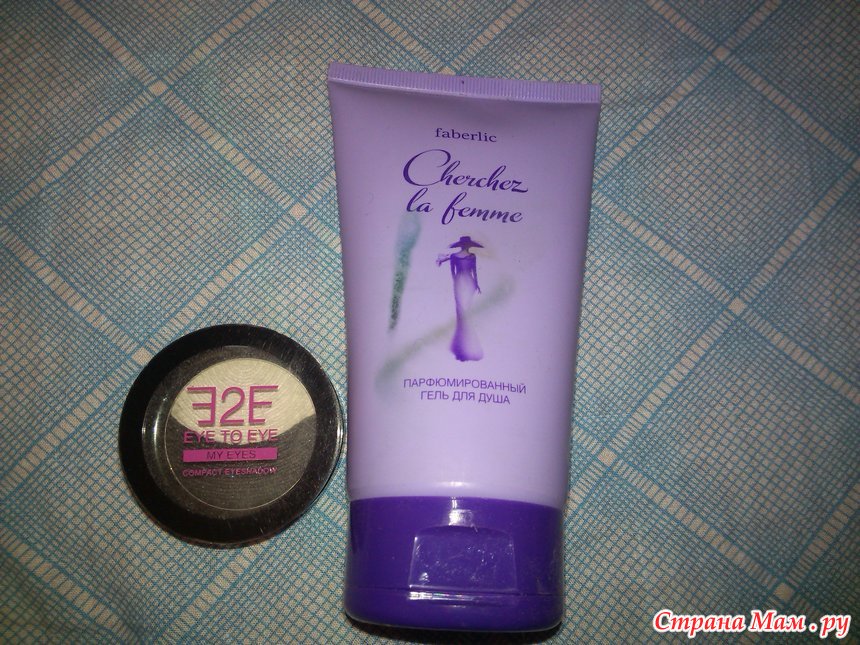 faberlic
Cherchez
la femme
ПАРФЮМИРОВАННЫЙ
ГЕЛЬ ДЛЯ ДУША
E2E
EYE TO EYE
MY EYES
COMPACT EYESHADOW
Страна Мам.ру